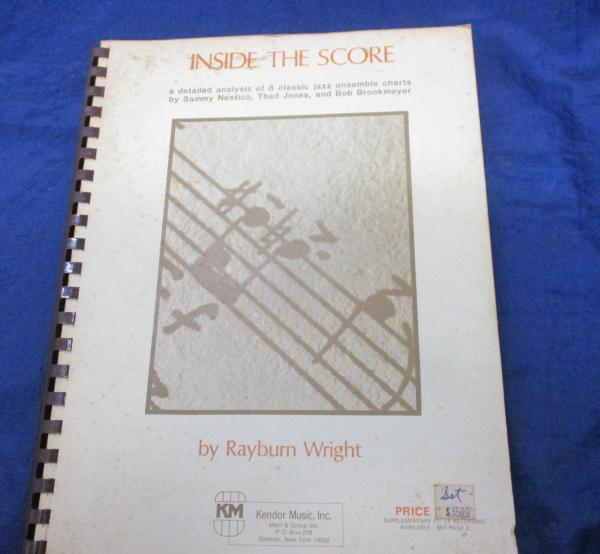 INSIDE THE SCORE
a detailed analysis of 8 classic jazz ensemble charts
by Sammy Nestico, Thad Jones, and Bob Brookmeyer
by Rayburn Wright
KM
Kendor Music, Inc.
Main & Grove Sts.
P.O. Box 278
Delevan, New York 14042
Set
PRICE $3500
SUPPLEMENTARY LP RECORDING
AVAILABLE SEE PAGE 2